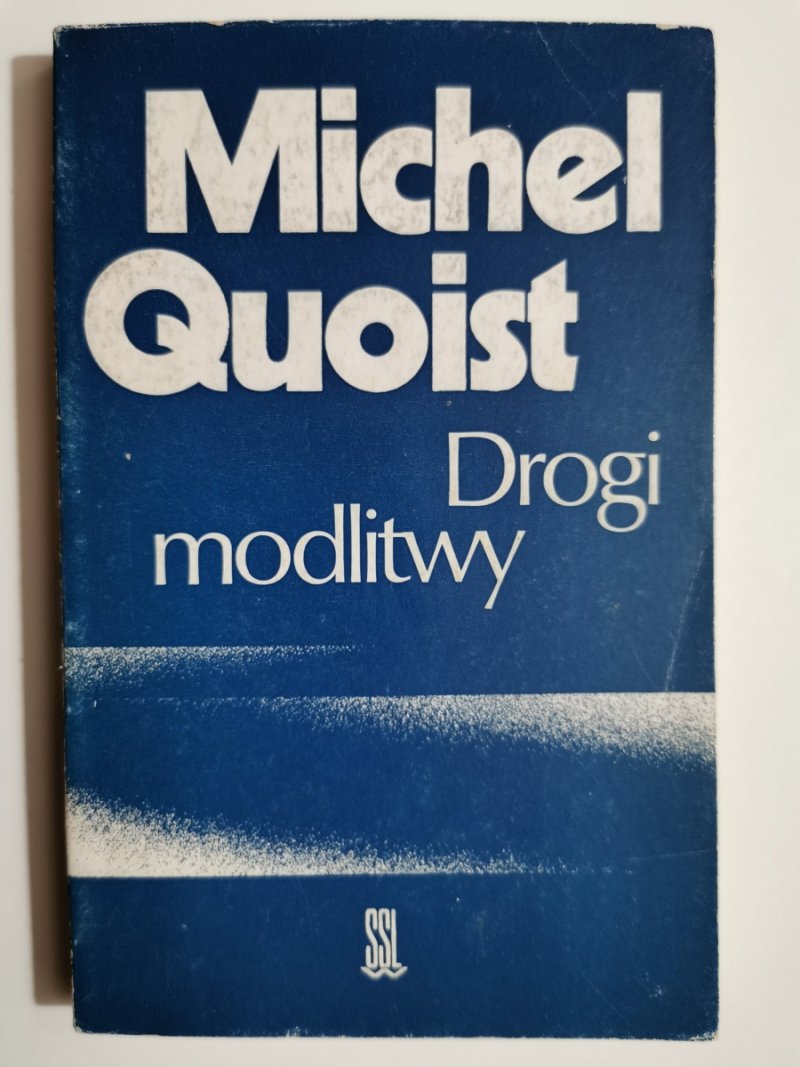 Michel
Quoist
Drogi
modlitwy
SSL